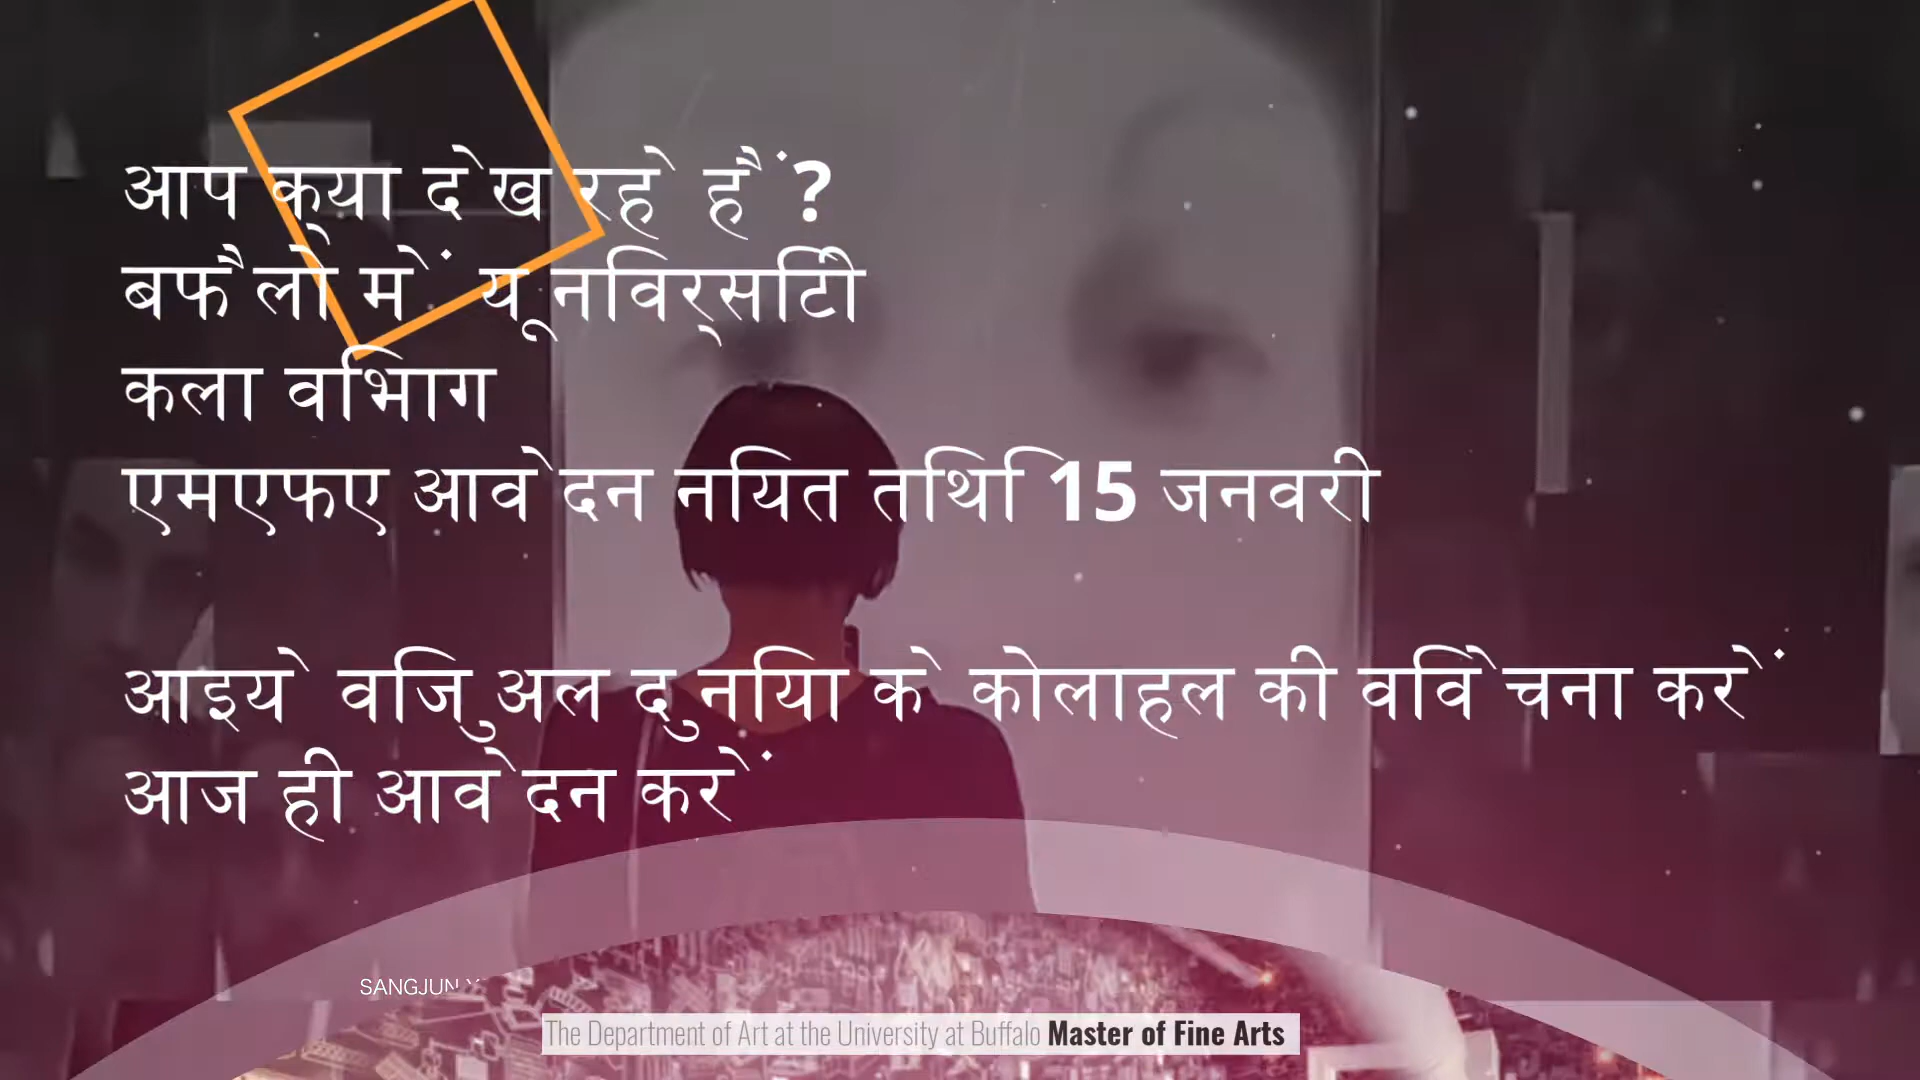 आप क्या देख रहे हैं?
बफैलो में यूनिवर्सिटी
कला विभाग
एमएफए आवेदन नियत तिथि 15 जनवरी
आइये विजुअल दुनिया के कोलाहल की विवेचना करें
आज ही आवेदन करें
SANGJUN
The Department of Art at the University at Buffalo Master of Fine Arts